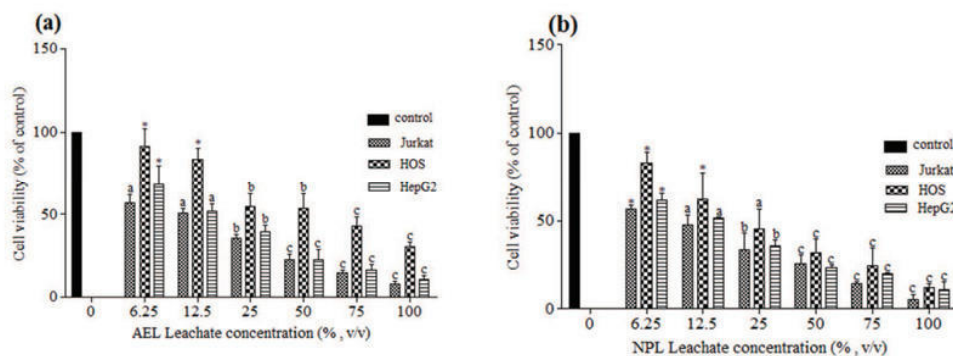 (a)
150
100
50
0
Cell viability (% of control)
control
Jurkat
HOS
HepG2
a * *
a * a
b b b
c b c
c c c
c c c
0 6.25 12.5 25 50 75 100
AEL Leachate concentration (% , v/v)
(b)
150
100
50
0
Cell viability (% of control)
control
Jurkat
HOS
HepG2
* * *
a * a
b a b
c c c
c c c
c c c
0 6.25 12.5 25 50 75 100
NPL Leachate concentration (% , v/v)